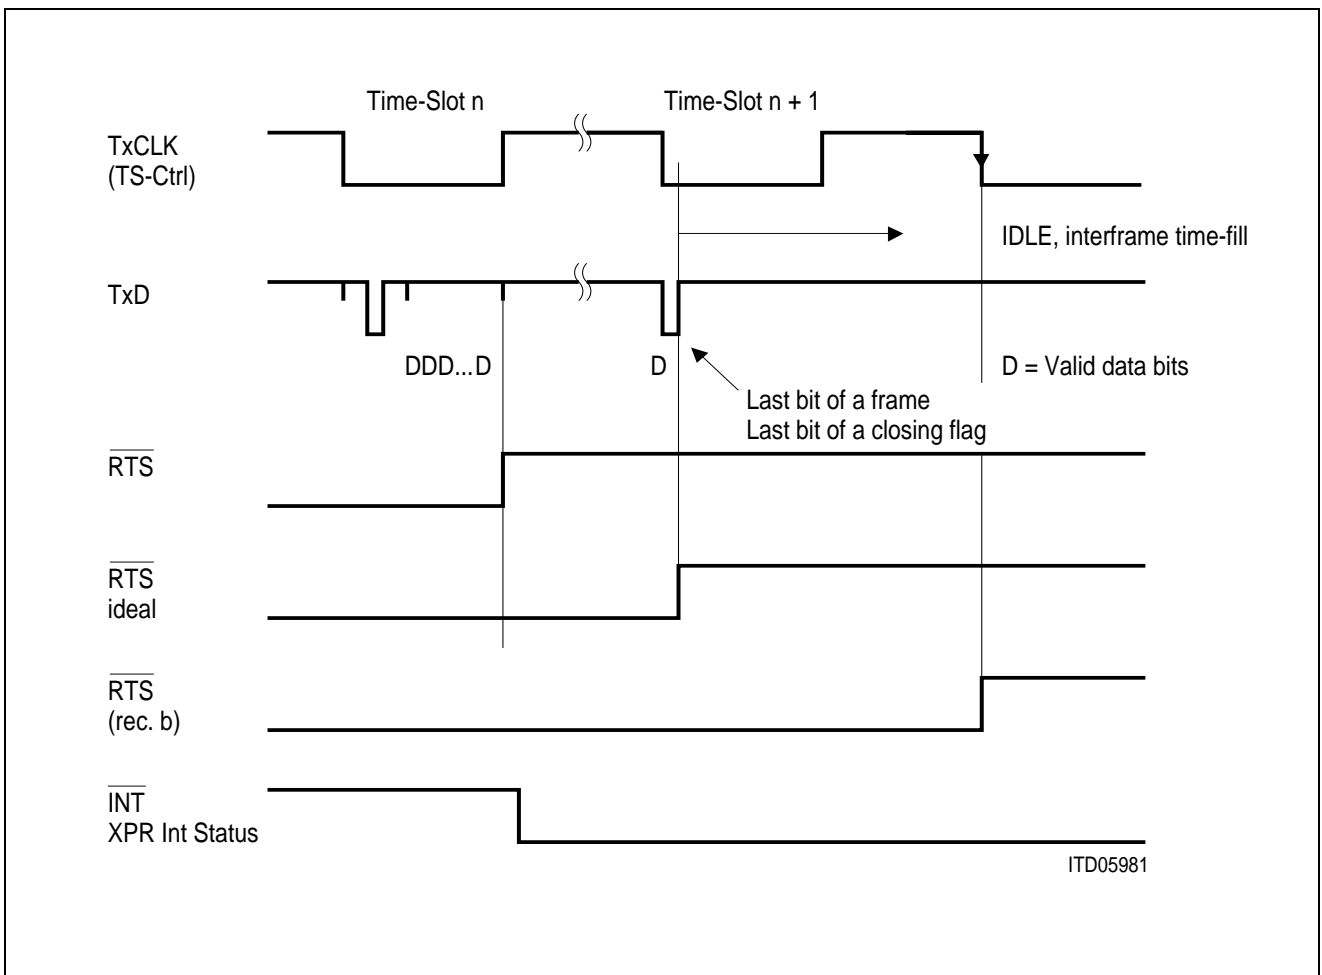 Time-Slot n
Time-Slot n + 1
TxCLK
(TS-Ctrl)
IDLE, interframe time-fill
TxD
DDD...D
D
D = Valid data bits
Last bit of a frame
Last bit of a closing flag
RTS
RTS
ideal
RTS
(rec. b)
INT
XPR Int Status
ITD05981